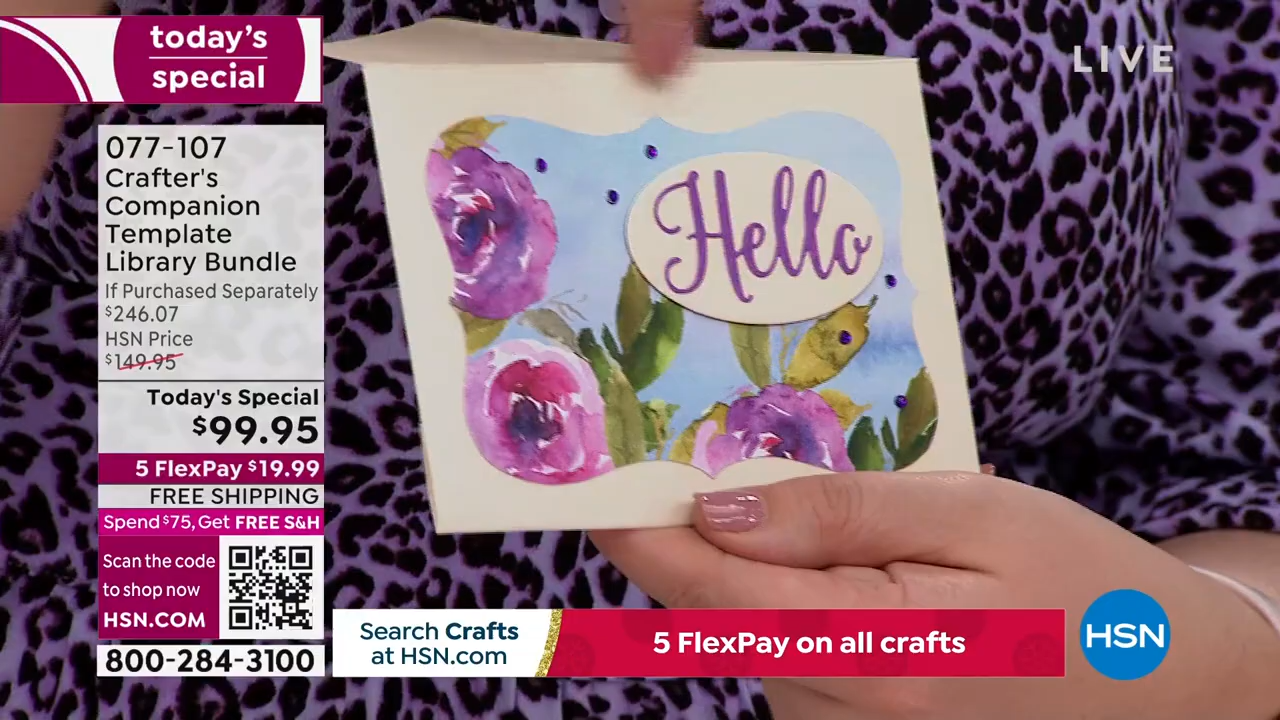 today's
special
LIVE
077-107
Crafter's
Companion
Template
Library Bundle
If Purchased Separately
$246.07
HSN Price
$149.95
Today's Special
$99.95
5 FlexPay $19.99
FREE SHIPPING
Spend $75, Get FREE S&H
Scan the code
to shop now
HSN.COM
800-284-3100
Hello
Search Crafts
at HSN.com
5 FlexPay on all crafts
HSN